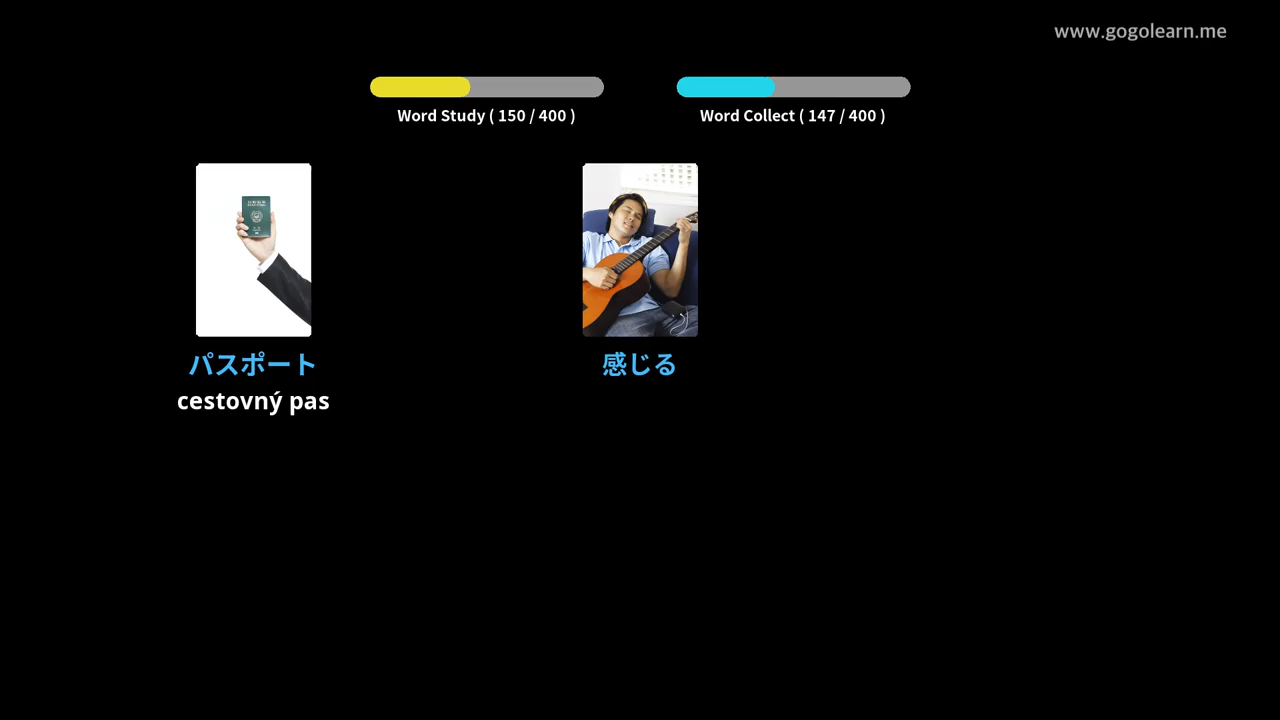 www.gogolearn.me
Word Study ( 150 / 400 )
Word Collect ( 147 / 400 )
パスポート
cestovný pas
感じる